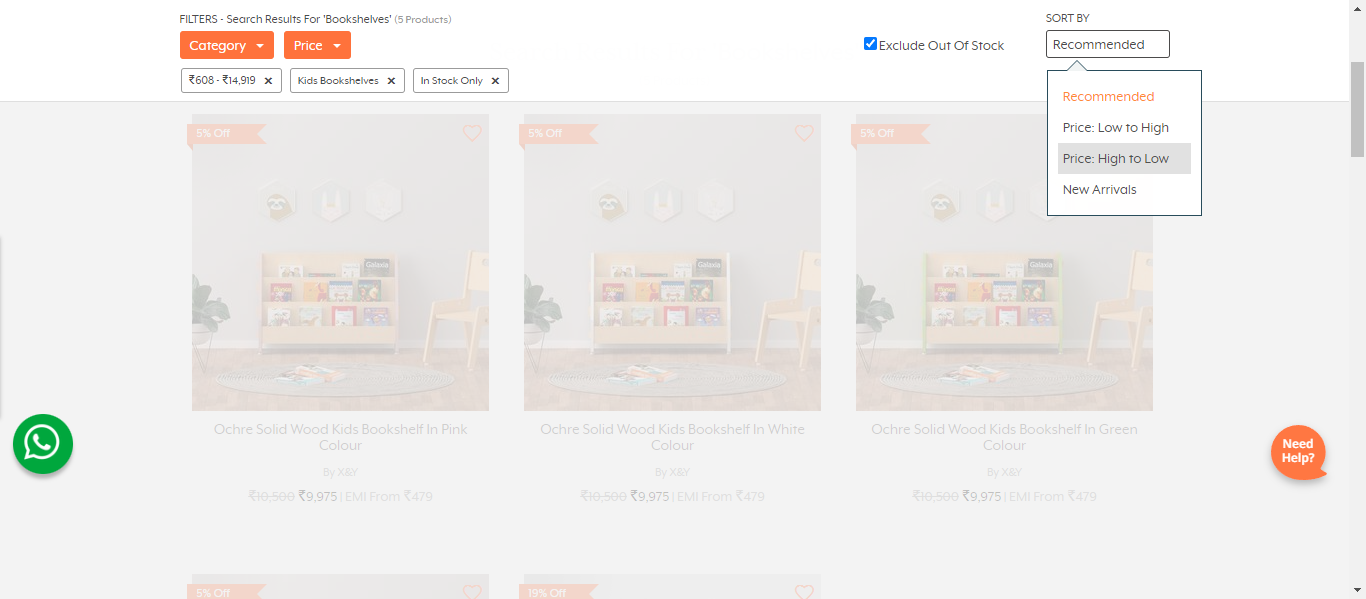 FILTERS - Search Results For 'Bookshelves' (5 Products)
SORT BY
Category
Price
Exclude Out Of Stock
Recommended
₹608 - ₹14,919 ×
Kids Bookshelves ×
In Stock Only ×
Recommended
Price: Low to High
Price: High to Low
New Arrivals
5% Off
5% Off
5% Off
Galaxia
Galaxia
Galaxia
Ochre Solid Wood Kids Bookshelf In Pink
Colour
By X&Y
₹10,500 ₹9,975 | EMI From ₹479
Ochre Solid Wood Kids Bookshelf In White
Colour
By X&Y
₹10,500 ₹9,975 | EMI From ₹479
Ochre Solid Wood Kids Bookshelf In Green
Colour
By X&Y
₹10,500 ₹9,975 | EMI From ₹479
Need
Help?
5% Off
19% Off